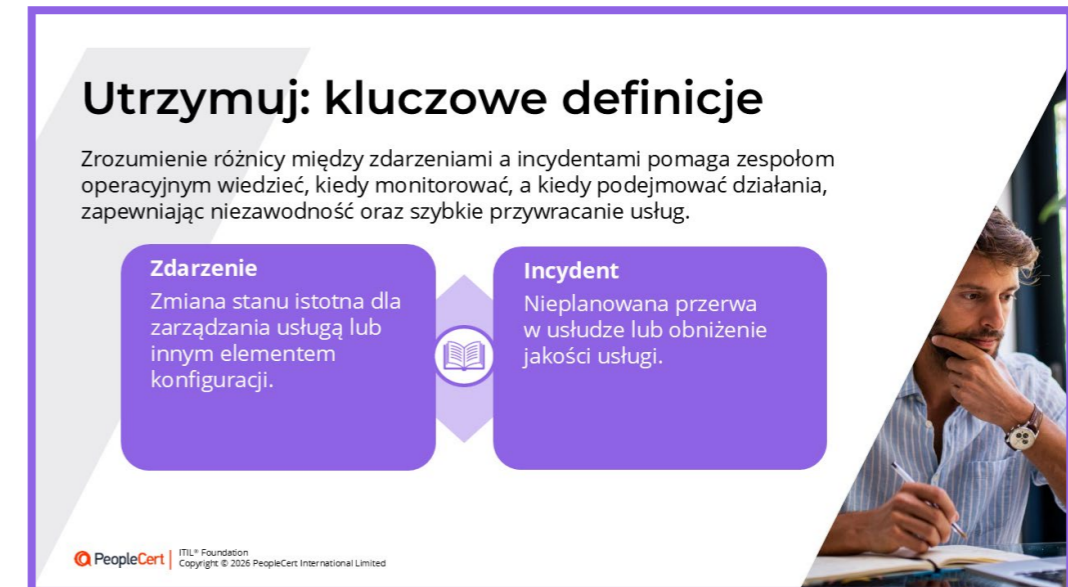 Utrzymuj: kluczowe definicje
Zrozumienie różnicy między zdarzeniami a incydentami pomaga zespołom
operacyjnym wiedzieć, kiedy monitorować, a kiedy podejmować działania,
zapewniając niezawodność oraz szybkie przywracanie usług.
Zdarzenie
Zmiana stanu istotna dla
zarządzania usługą lub
innym elementem
konfiguracji.
Incydent
Nieplanowana przerwa
w usłudze lub obniżenie
jakości usługi.
PeopleCert
ITIL® Foundation
Copyright © 2026 PeopleCert International Limited